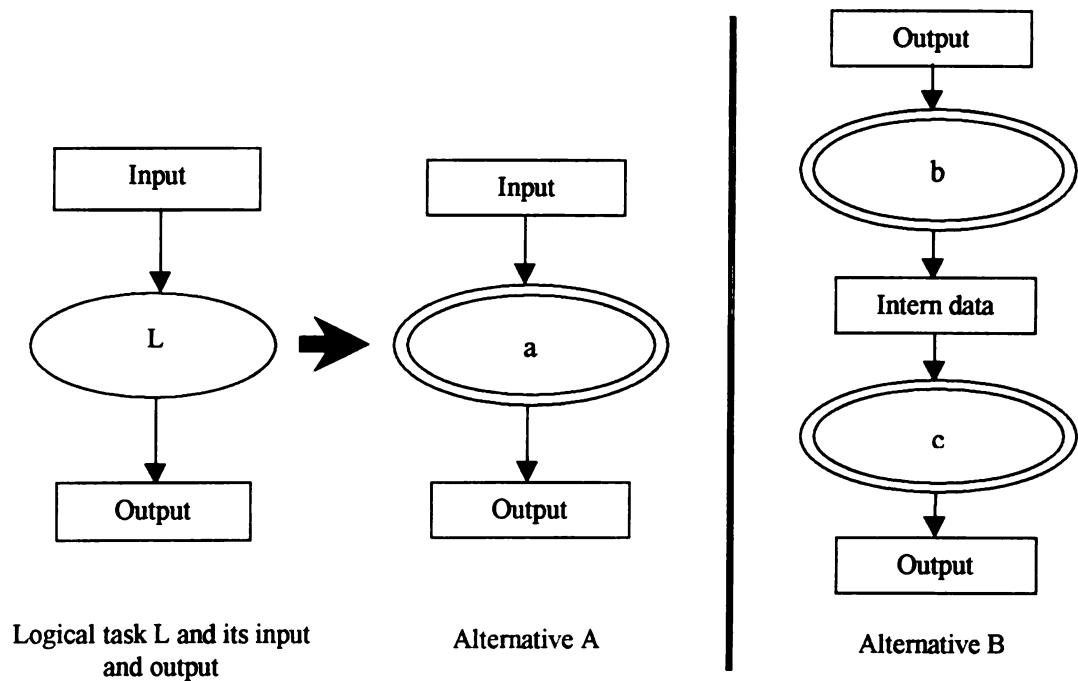 Input
L
Output
Logical task L and its input
and output
Input
a
Output
Alternative A
Output
b
Intern data
c
Output
Alternative B